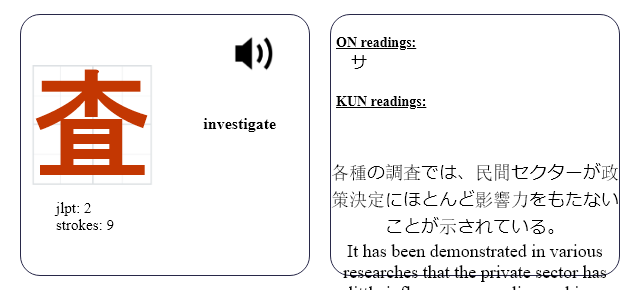 査
investigate
jlpt: 2
strokes: 9
ON readings:
サ
KUN readings:
各種の調査では、民間セクターが政
策決定にほとんど影響力をもたない
ことが示されている。
It has been demonstrated in various
researches that the private sector has